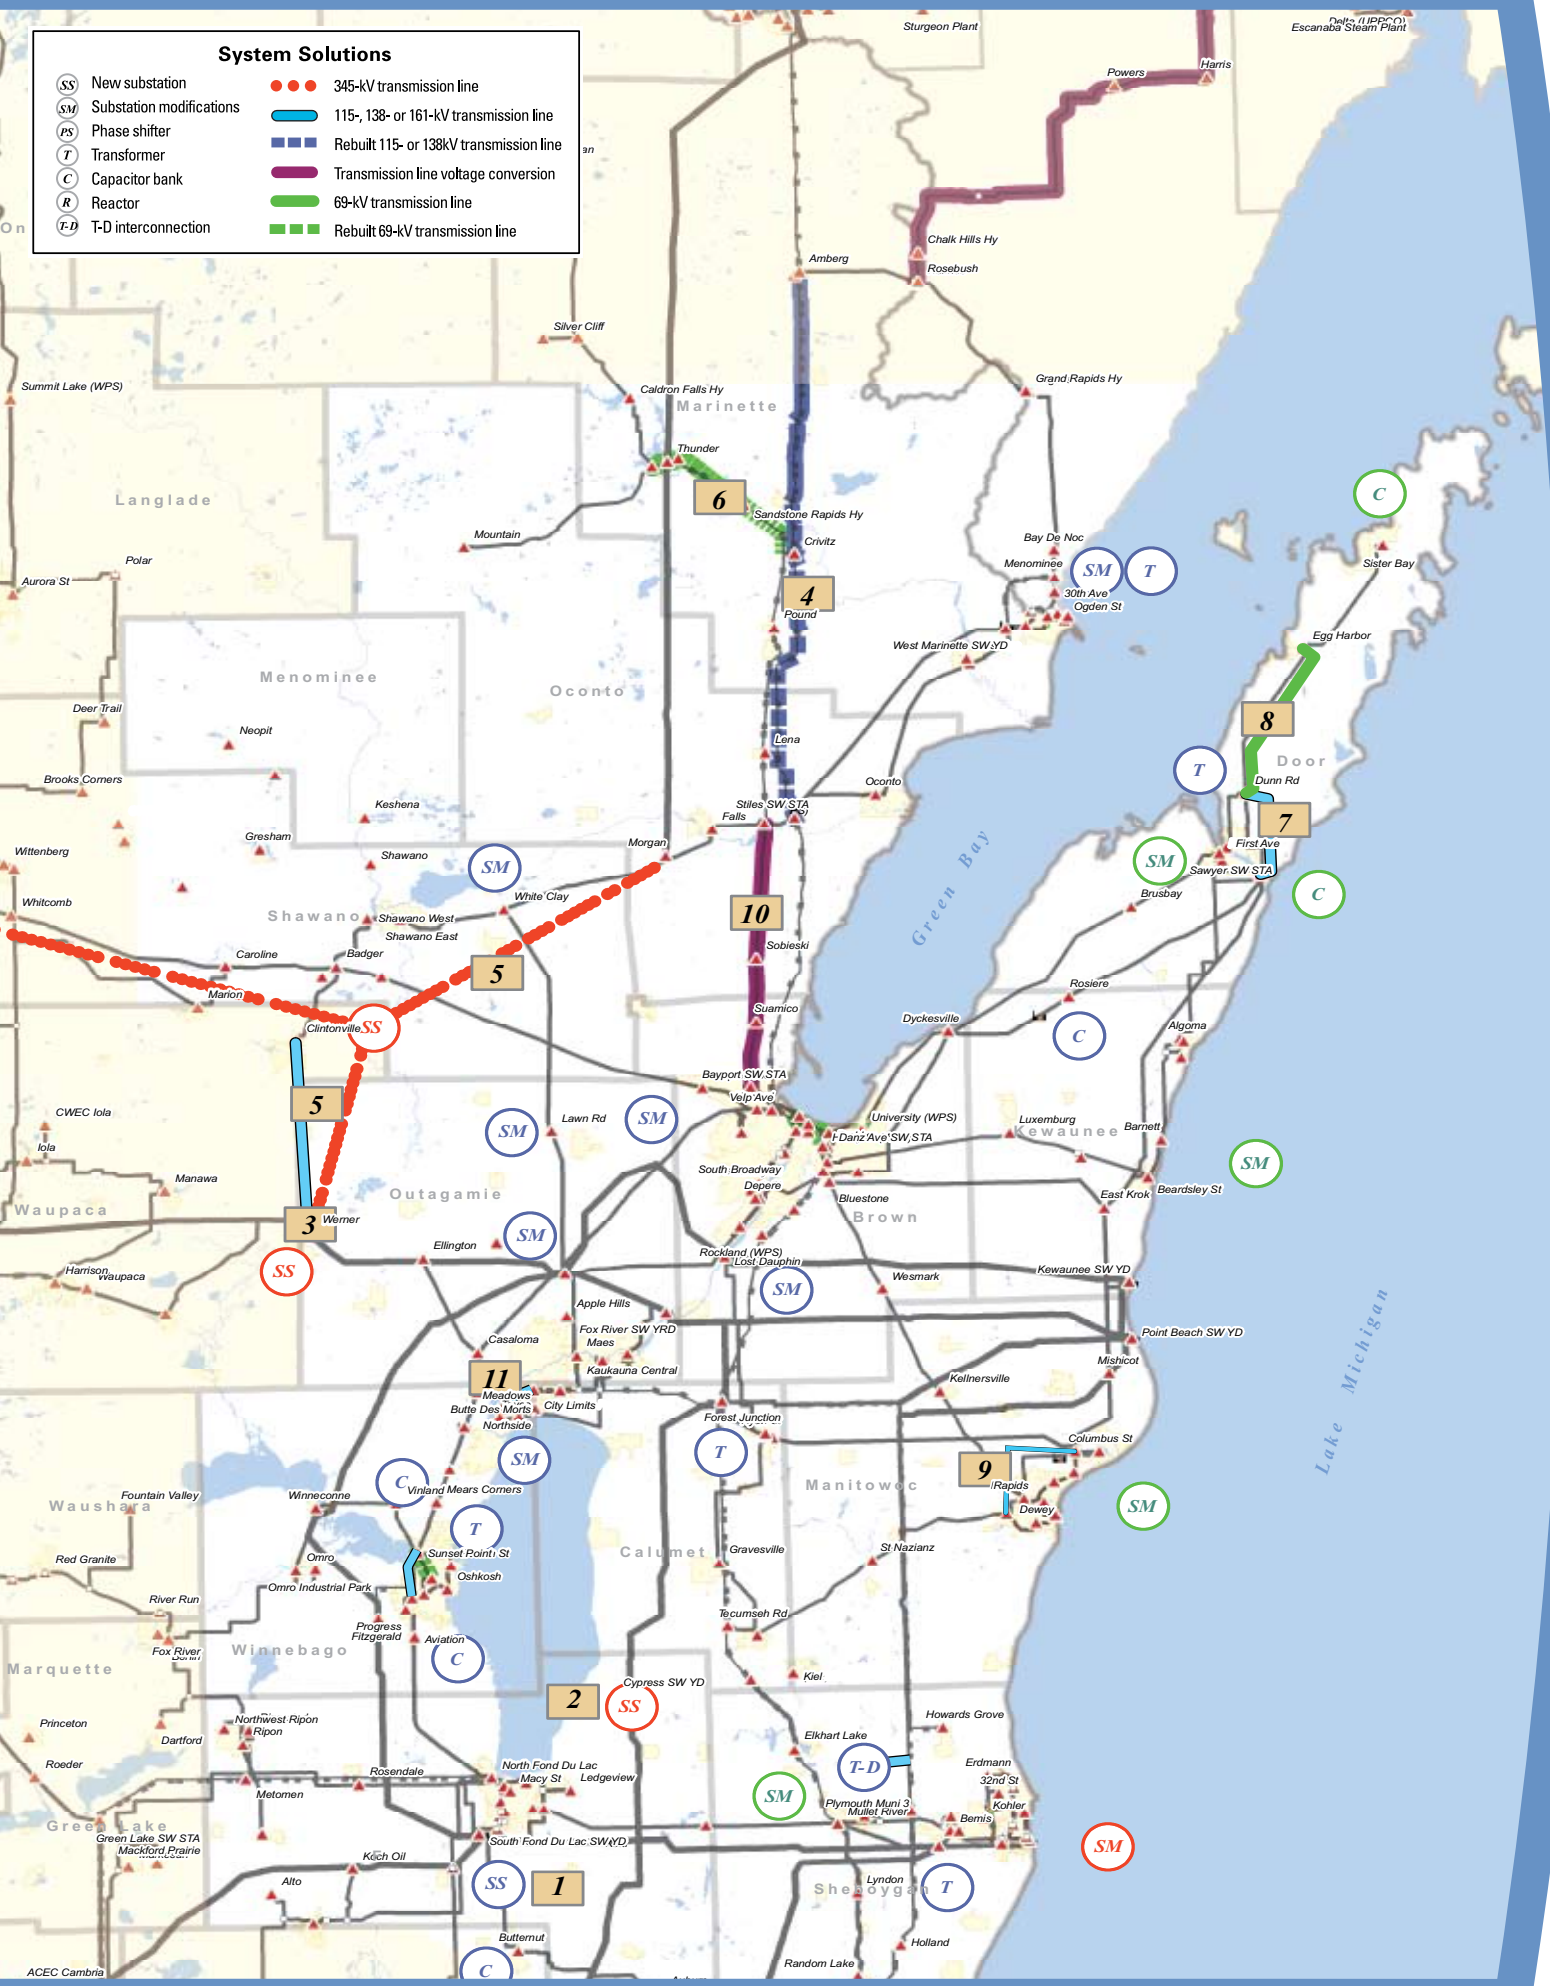 Sturgeon Plant
Delta (UPPCO)
Escanaba Steam Plant
System Solutions
SS New substation
SM Substation modifications
PS Phase shifter
T Transformer
C Capacitor bank
R Reactor
T-D T-D interconnection
345-kV transmission line
115-, 138- or 161-kV transmission line
Rebuilt 115- or 138kV transmission line
Transmission line voltage conversion
69-kV transmission line
Rebuilt 69-kV transmission line
Powers
Harris
Chalk Hills Hy
Amberg
Rosebush
Silver Cliff
Summit Lake (WPS)
Caldron Falls Hy
Marinette
Grand Rapids Hy
Thunder
Langlade
6
C
Sandstone Rapids Hy
Mountain
Crivitz
Bay De Noc
Polar
Menominee
SM
T
Sister Bay
Aurora St
4
30th Ave
Ogden St
Pound
Egg Harbor
West Marinette SW YD
Menominee
Oconto
Deer Trail
8
Neopit
Lena
Door
Brooks Corners
T
Dunn Rd
Oconto
Keshena
Stiles SW STA
Falls
7
Gresham
Morgan
First Ave
Wittenberg
Shawano
SM
SM
Sawyer SW STA
Whitcomb
White Clay
Brusbay
C
Shawano
Shawano West
10
Green Bay
Shawano East
Sobieski
Caroline
Badger
5
Rosiere
Marion
Suamico
Clintonville
SS
Dyckesville
C
Algoma
Bayport SW STA
5
Velp Ave
CWEC Iola
Lawn Rd
SM
University (WPS)
Luxemburg
SM
Kewaunee
Barnett
Danz Ave SW STA
Iola
SM
Manawa
South Broadway
Outagamie
Depere
Beardsley St
Waupaca
Bluestone
East Krok
3
Werner
Brown
SM
Ellington
Rockland (WPS)
Lost Dauphin
Harrison
Waupaca
SS
Wesmark
Kewaunee SW YD
SM
Apple Hills
Fox River SW YRD
Point Beach SW YD
Casaloma
Maes
Lake Michigan
Mishicot
Kaukauna Central
11
Kellnersville
Meadows
Butte Des Morts
City Limits
Forest Junction
Northside
Columbus St
T
SM
9
C
Manitowoc
Rapids
Waushara
Fountain Valley
Winneconne
Vinland
Mears Corners
SM
Dewey
T
Red Granite
Omro
Sunset Point
St
Calumet
Gravesville
St Nazianz
Omro Industrial Park
Oshkosh
River Run
Progress
Tecumseh Rd
Fitzgerald
Aviation
Fox River
Winnebago
C
Marquette
Kiel
Cypress SW YD
2
SS
Princeton
Northwest Ripon
Ripon
Howards Grove
Dartford
Elkhart Lake
Roeder
Rosendale
North Fond Du Lac
T-D
Erdmann
Macy St
Ledgeview
32nd St
Metomen
SM
Plymouth Muni 3
Kohler
Mullet River
Bemis
Green Lake
Green Lake SW STA
South Fond Du Lac SW YD
SM
Mackford Prairie
Koch Oil
Lyndon
SS
1
Alto
Sheboygan
T
Butternut
Holland
ACEC Cambria
C
Random Lake